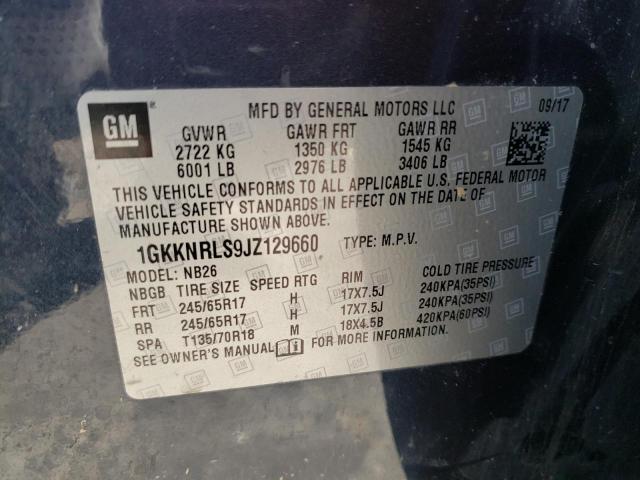 GM
MFD BY GENERAL MOTORS LLC 09/17
GVWR GAWR FRT GAWR RR
2722 KG 1350 KG 1545 KG
6001 LB 2976 LB 3406 LB
THIS VEHICLE CONFORMS TO ALL APPLICABLE U.S. FEDERAL MOTOR
VEHICLE SAFETY STANDARDS IN EFFECT ON THE DATE OF
MANUFACTURE SHOWN ABOVE.
1GKKNRLS9JZ129660 TYPE: M.P.V.
MODEL: NB26
NBGB TIRE SIZE SPEED RTG RIM COLD TIRE PRESSURE
FRT 245/65R17 H 17X7.5J 240KPA(35PSI)
RR 245/65R17 H 17X7.5J 240KPA(35PSI)
SPA T135/70R18 M 18X4.5B 420KPA(60PSI)
SEE OWNER'S MANUAL FOR MORE INFORMATION.